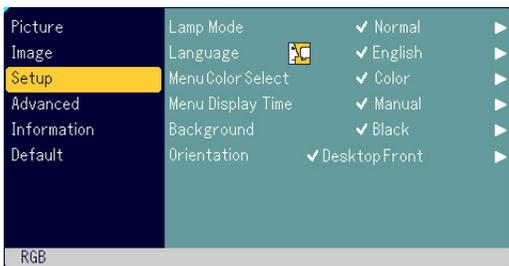 Picture
Image
Setup
Advanced
Information
Default
Lamp Mode ✓ Normal ▶
Language ✓ English ▶
Menu Color Select ✓ Color ▶
Menu Display Time ✓ Manual ▶
Background ✓ Black ▶
Orientation ✓ Desktop Front ▶
RGB